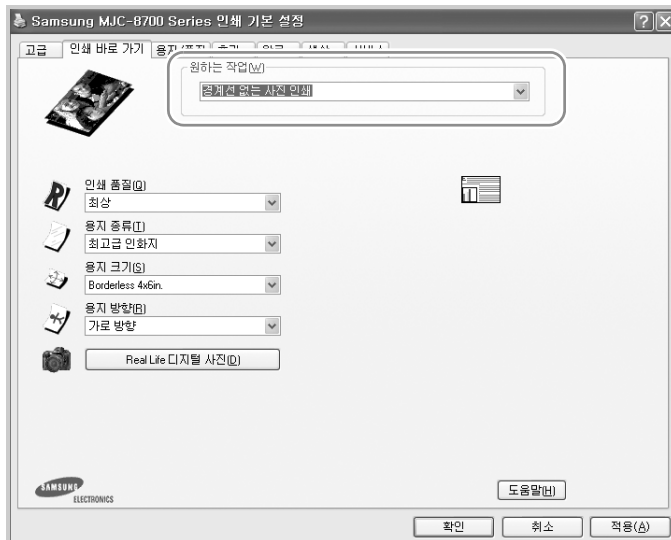 Samsung MJC-8700 Series 인쇄 기본 설정
고급 인쇄 바로 가기
원하는 작업(W)
경계선 없는 사진 인쇄
인쇄 품질(Q)
최상
용지 종류(T)
최고급 인화지
용지 크기(S)
Borderless 4x6in.
용지 방향(R)
가로 방향
Real Life 디지털 사진(D)
SAMSUNG
ELECTRONICS
도움말(H)
확인 취소 적용(A)